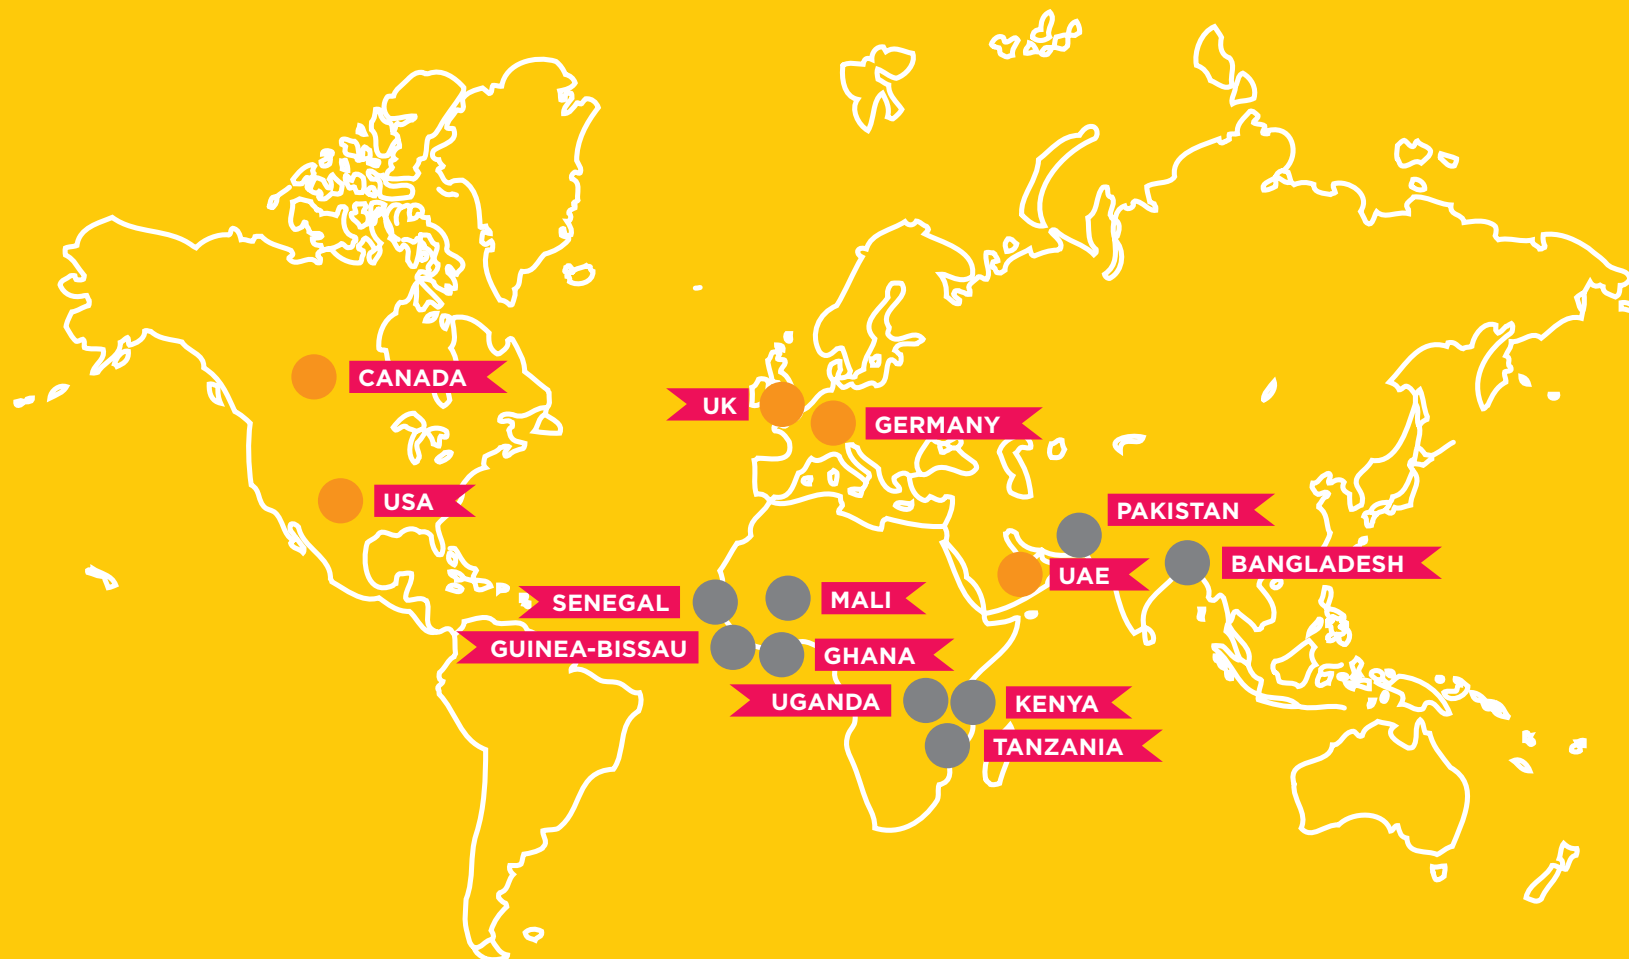 CANADA
UK
GERMANY
USA
PAKISTAN
BANGLADESH
UAE
SENEGAL
MALI
GUINEA-BISSAU
GHANA
UGANDA
KENYA
TANZANIA